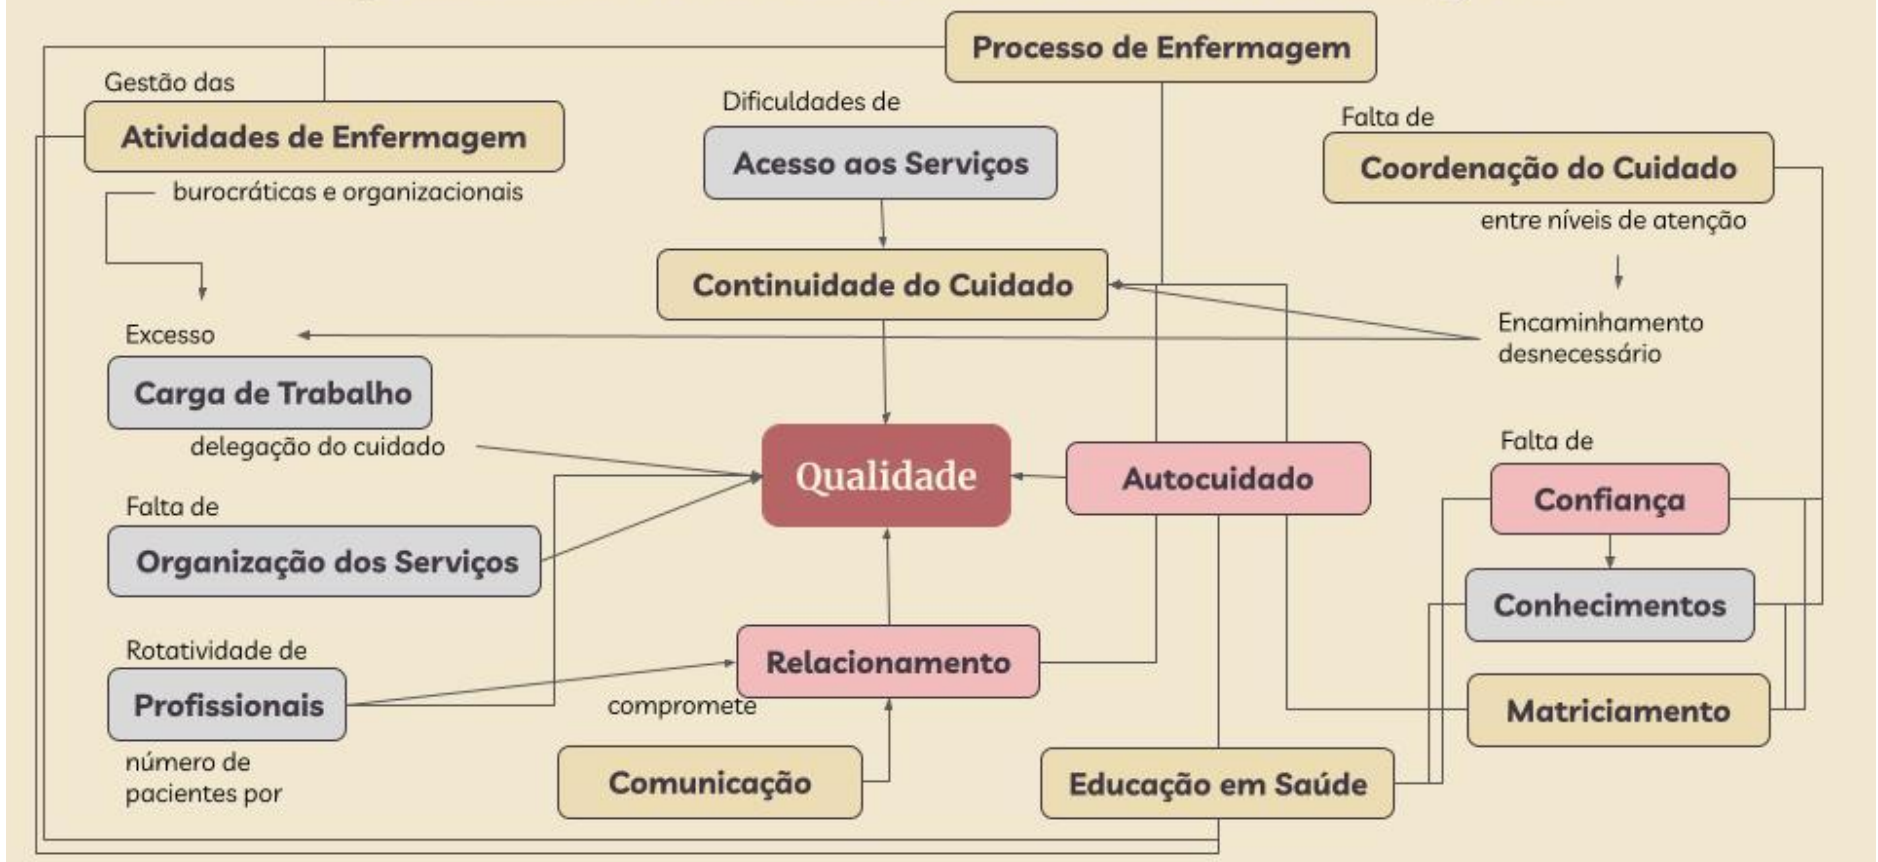 Processo de Enfermagem
Gestão das
Atividades de Enfermagem
burocráticas e organizacionais
Dificuldades de
Acesso aos Serviços
Falta de
Coordenação do Cuidado
entre níveis de atenção
Continuidade do Cuidado
Encaminhamento
desnecessário
Excesso
Carga de Trabalho
delegação do cuidado
Qualidade
Autocuidado
Falta de
Confiança
Falta de
Organização dos Serviços
Conhecimentos
Rotatividade de
Profissionais
número de
pacientes por
Relacionamento
compromete
Matriciamento
Comunicação
Educação em Saúde